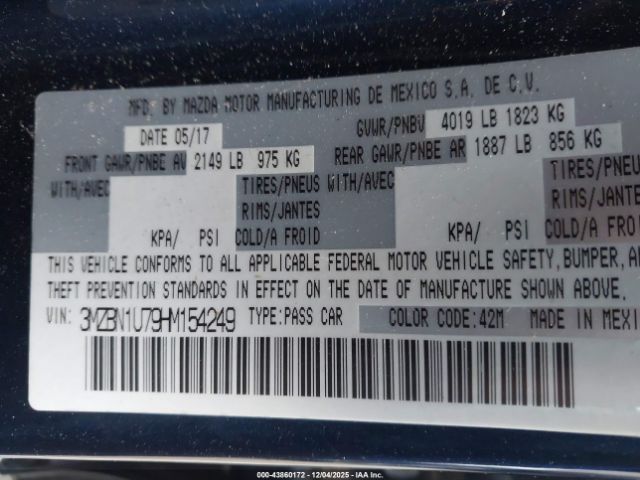 MFD. BY MAZDA MOTOR MANUFACTURING DE MEXICO S.A. DE C.V.
DATE 05/17 GVWR/PNBV 4019 LB 1823 KG
FRONT GAWR/PNBE AV 2149 LB 975 KG REAR GAWR/PNBE AR 1887 LB 856 KG
WITH/AVEC TIRES/PNEUS WITH/AVEC TIRES/PNEUS
RIMS/JANTES RIMS/JANTES
KPA/ PSI COLD/A FROID KPA/ PSI COLD/A FROID
THIS VEHICLE CONFORMS TO ALL APPLICABLE FEDERAL MOTOR VEHICLE SAFETY, BUMPER, AN
THEFT PREVENTION STANDARDS IN EFFECT ON THE DATE OF MANUFACTURE SHOWN ABOVE.
VIN: 3MZBN1U79HM154249 TYPE:PASS CAR COLOR CODE:42M MADE IN MEXI
000-43860172 - 12/04/2025 - IAA Inc.